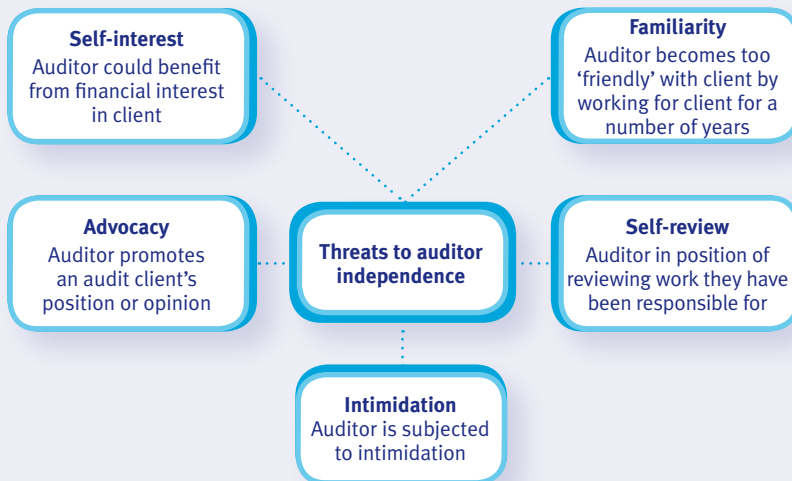 Self-interest
Auditor could benefit
from financial interest
in client
Familiarity
Auditor becomes too
‘friendly’ with client by
working for client for a
number of years
Advocacy
Auditor promotes
an audit client’s
position or opinion
Threats to auditor
independence
Self-review
Auditor in position of
reviewing work they have
been responsible for
Intimidation
Auditor is subjected
to intimidation